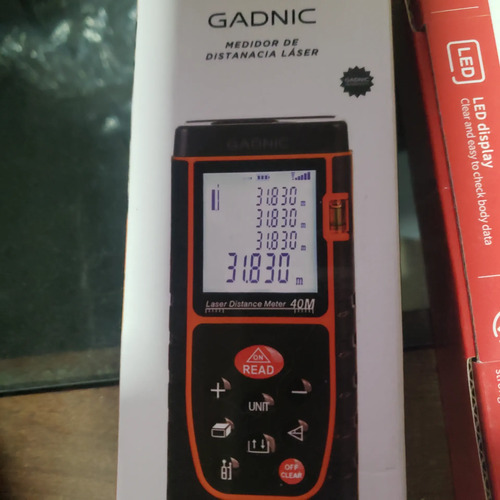 GADNIC
MEDIDOR DE
DISTANACIA LÁSER
GADNIC
GADNIC
31.830 m
31.830 m
31.830 m
31.830 m
Laser Distance Meter 40M
ON
READ
+
−
UNIT
OFF
CLEAR
LED
LED display
Clear and easy to check body data